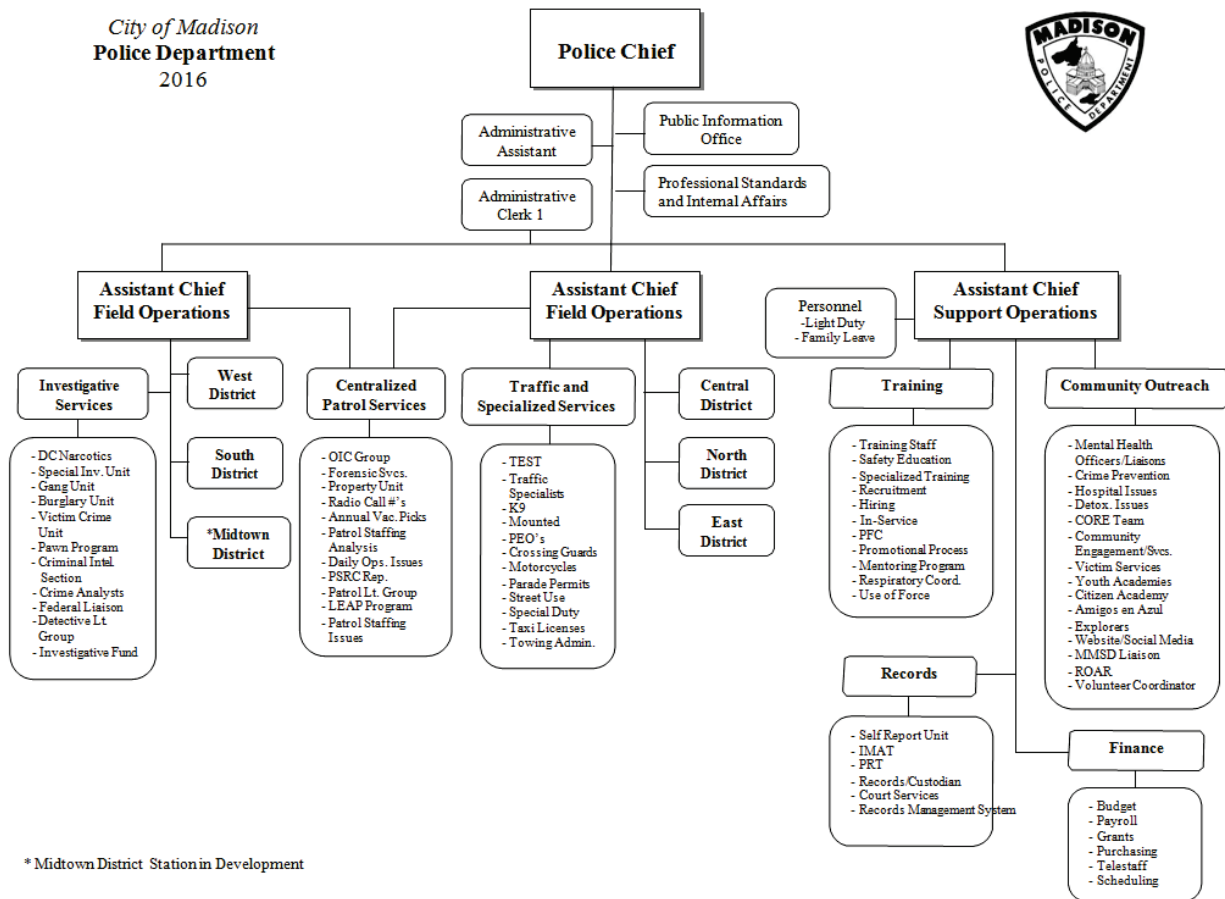 City of Madison
Police Department
2016
Police Chief
MADISON
POLICE DEPARTMENT
Administrative
Assistant
Public Information
Office
Administrative
Clerk 1
Professional Standards
and Internal Affairs
Assistant Chief
Field Operations
Assistant Chief
Field Operations
Assistant Chief
Support Operations
Personnel
-Light Duty
- Family Leave
Investigative
Services
West
District
South
District
*Midtown
District
Centralized
Patrol Services
Traffic and
Specialized Services
Central
District
North
District
East
District
Training
Community Outreach
- DC Narcotics
- Special Inv. Unit
- Gang Unit
- Burglary Unit
- Victim Crime
Unit
- Pawn Program
- Criminal Intel.
Section
- Crime Analysts
- Federal Liaison
- Detective Lt.
Group
- Investigative Fund
- OIC Group
- Forensic Svcs.
- Property Unit
- Radio Call #'s
- Annual Vac. Picks
- Patrol Staffing
Analysis
- Daily Ops. Issues
- PSRC Rep.
- Patrol Lt. Group
- LEAP Program
- Patrol Staffing
Issues
- TEST
- Traffic
Specialists
- K9
- Mounted
- PEO's
- Crossing Guards
- Motorcycles
- Parade Permits
- Street Use
- Special Duty
- Taxi Licenses
- Towing Admin.
- Training Staff
- Safety Education
- Specialized Training
- Recruitment
- Hiring
- In-Service
- PFC
- Promotional Process
- Mentoring Program
- Respiratory Coord.
- Use of Force
- Mental Health
Officers/Liaisons
- Crime Prevention
- Hospital Issues
- Detox. Issues
- CORE Team
- Community
Engagement/Svcs.
- Victim Services
- Youth Academies
- Citizen Academy
- Amigos en Azul
- Explorers
- Website/Social Media
- MMSD Liaison
- ROAR
- Volunteer Coordinator
Records
- Self Report Unit
- IMAT
- PRT
- Records/Custodian
- Court Services
- Records Management System
Finance
- Budget
- Payroll
- Grants
- Purchasing
- Telestaff
- Scheduling
* Midtown District Station in Development